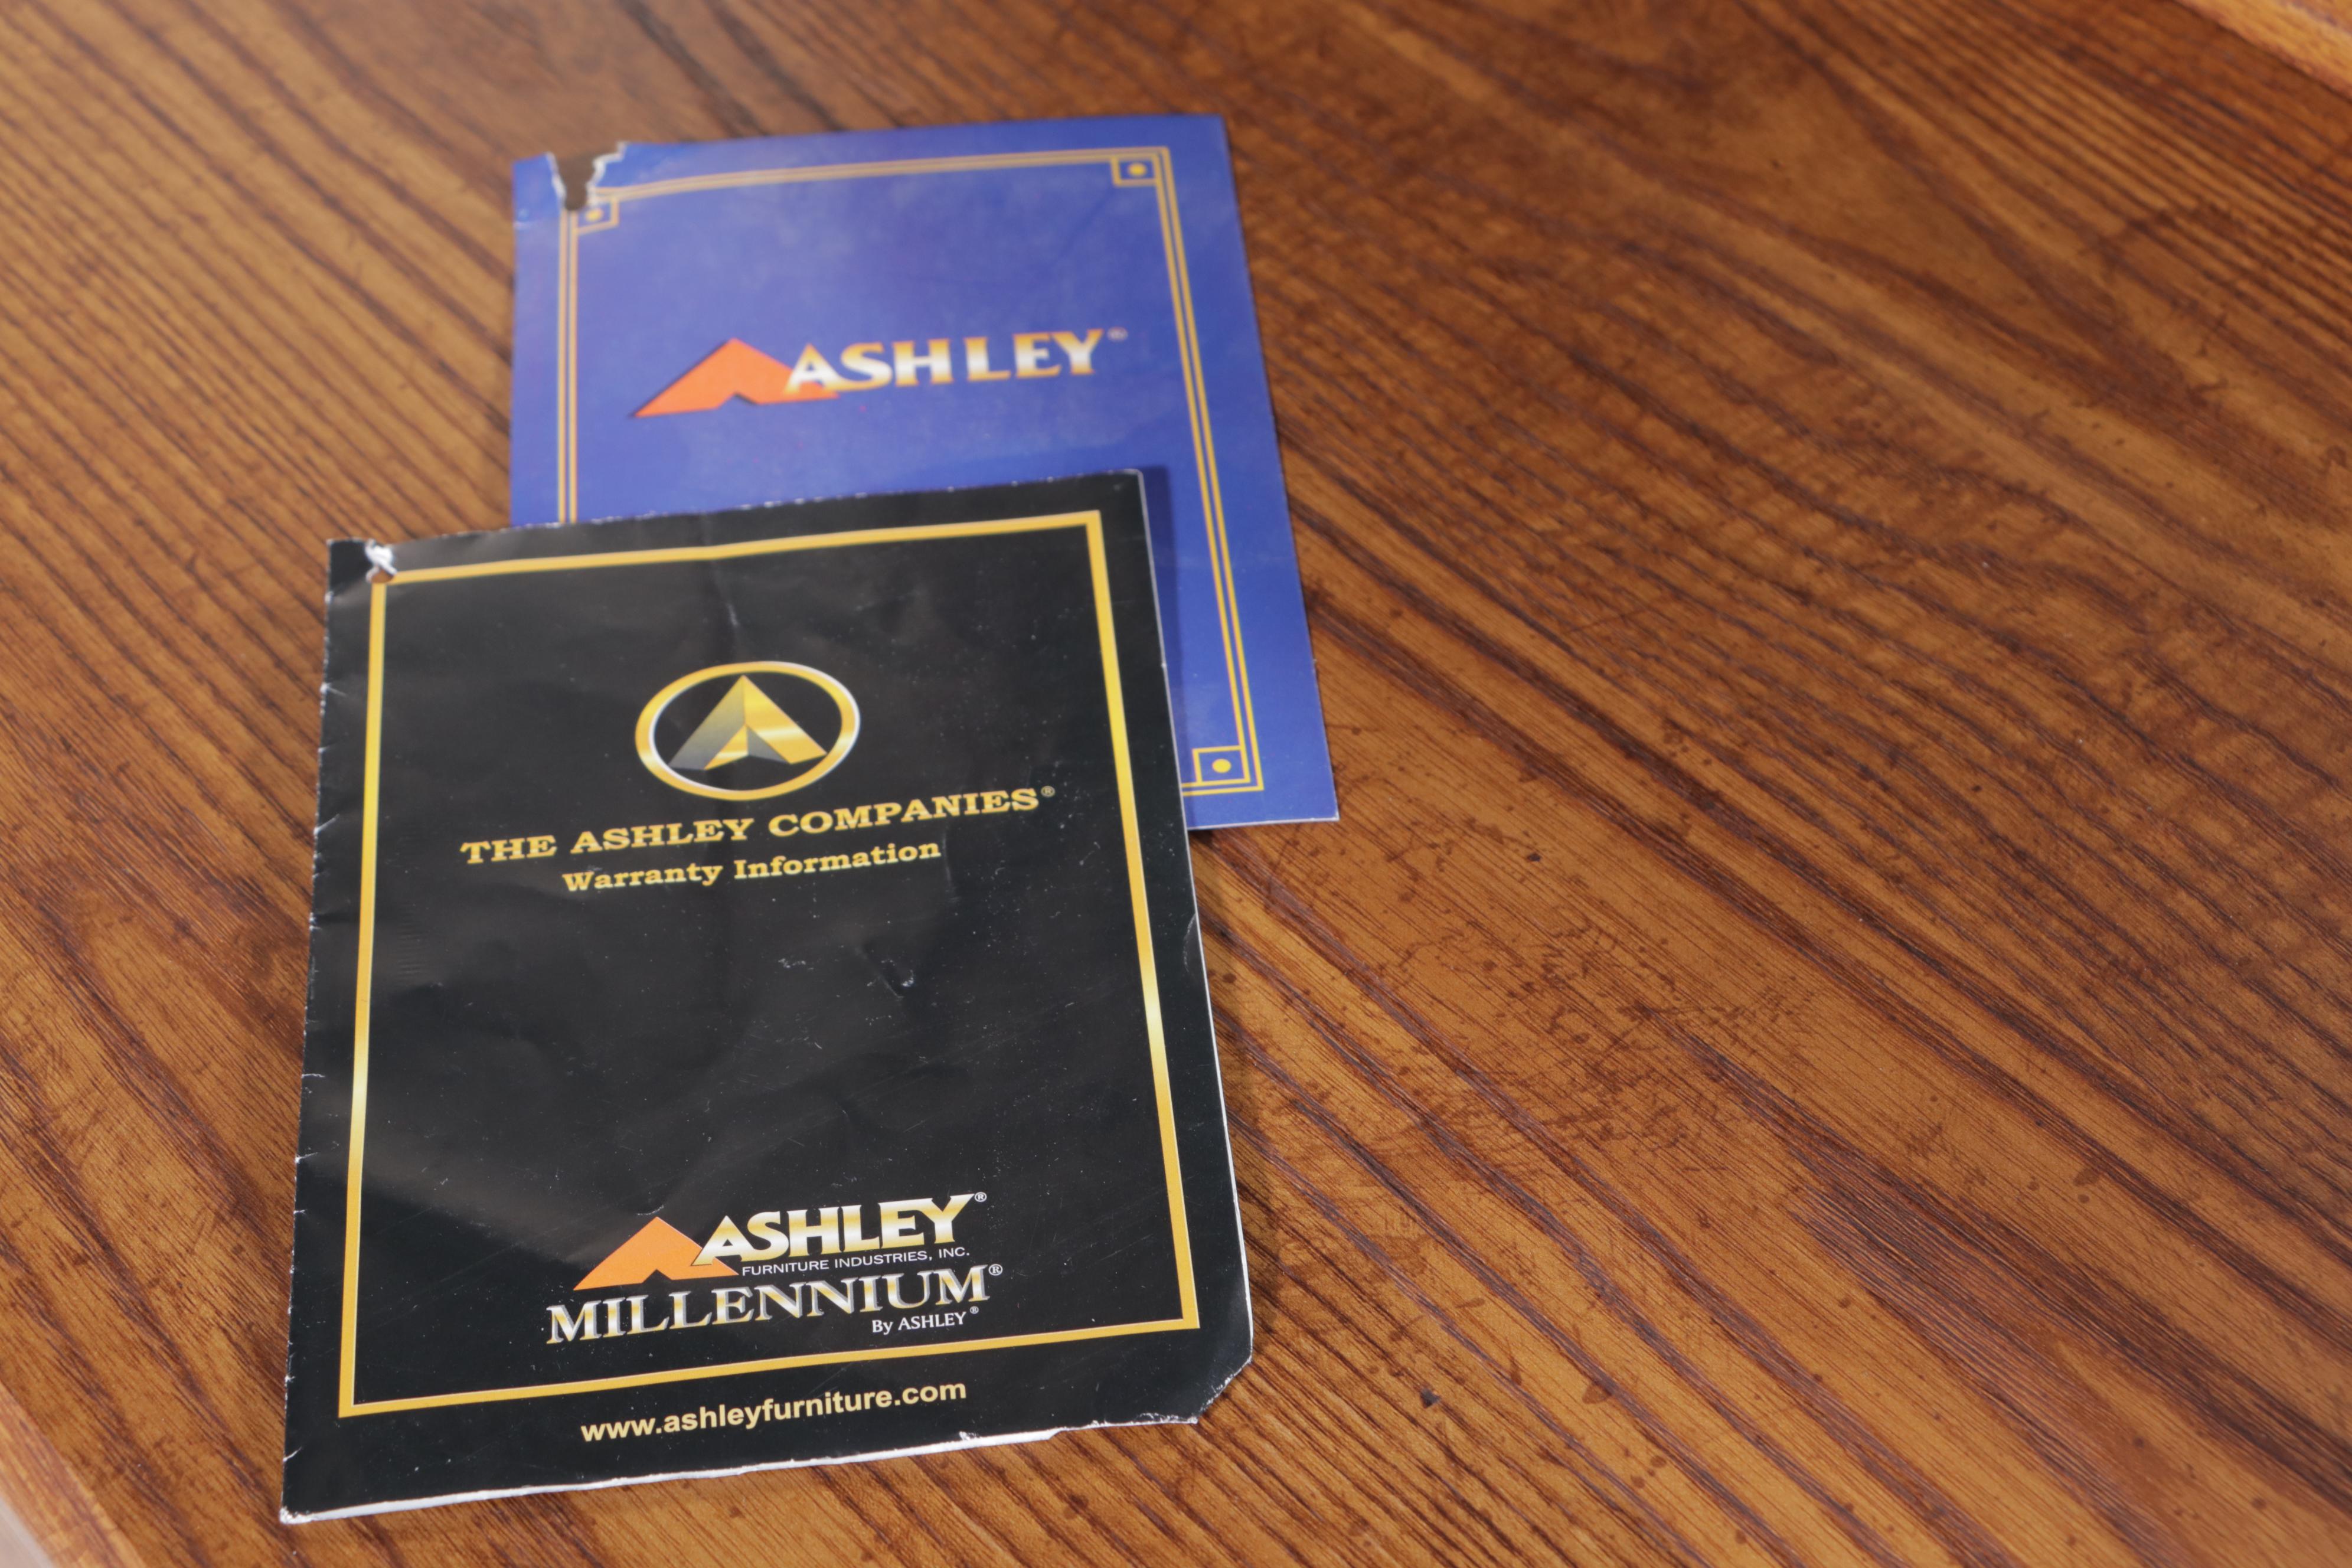 ASHLEY®
THE ASHLEY COMPANIES®
Warranty Information
ASHLEY®
FURNITURE INDUSTRIES, INC.
MILLENNIUM®
By ASHLEY®
www.ashleyfurniture.com